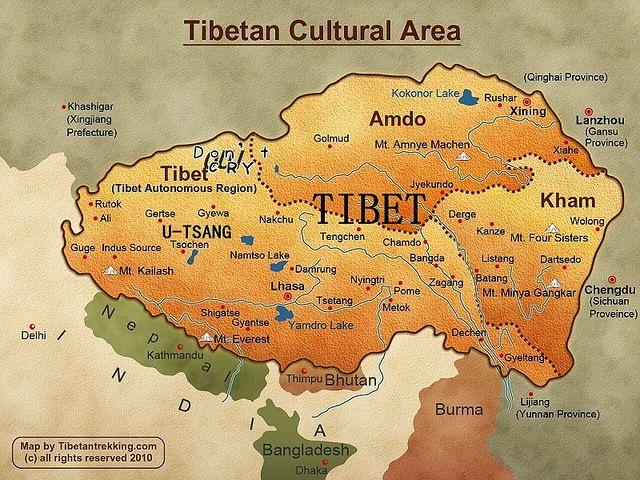 Tibetan Cultural Area
(Qinghai Province)
Kokonor Lake
Rushar
Xining
Khashigar
(Xingjiang
Prefecture)
Amdo
Lanzhou
(Gansu
Province)
Golmud
Mt. Amnye Machen
Xiahe
Don't
CRY
Tibet
(Tibet Autonomous Region)
Jyekundo
Kham
Rutok
Ali
Gertse
Gyewa
Nakchu
TIBET
Derge
Wolong
U-TSANG
Kanze
Mt. Four Sisters
Tengchen
Chamdo
Guge
Indus Source
Tsochen
Namtso Lake
Bangda
Listang
Dartsedo
Mt. Kailash
Damrung
Lhasa
Nyingtri
Zagang
Batang
Mt. Minya Gangkar
Chengdu
(Sichuan
Proveince)
Pome
Metok
Tsetang
Shigatse
Gyantse
Yamdro Lake
Nepal
Mt. Everest
Dechen
Delhi
Kathmandu
Gyeltang
Thimpu
Bhutan
INDIA
Burma
Lijiang
(Yunnan Province)
Bangladesh
Dhaka
Map by Tibetantrekking.com
(c) all rights reserved 2010